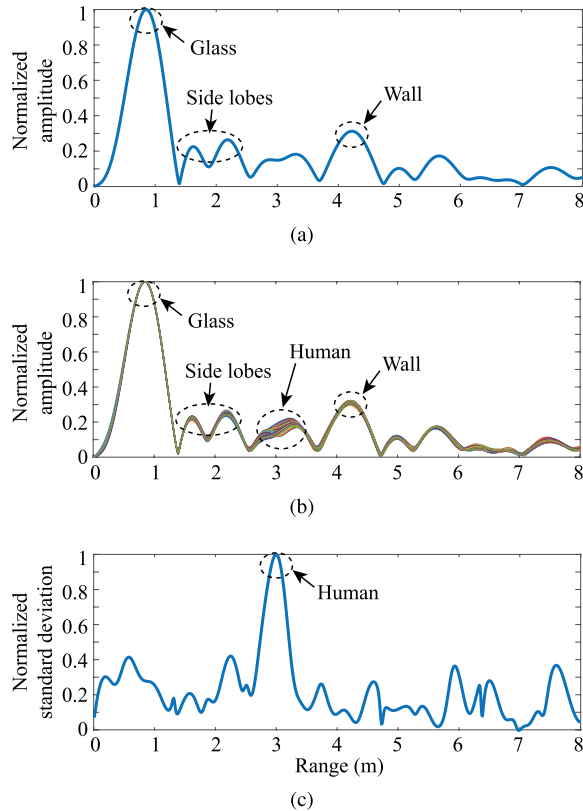 Normalized
amplitude
1
0.8
0.6
0.4
0.2
0
Glass
Side lobes
Wall
0 1 2 3 4 5 6 7 8
(a)
Normalized
amplitude
1
0.8
0.6
0.4
0.2
0
Glass
Side lobes
Human
Wall
0 1 2 3 4 5 6 7 8
(b)
Normalized
standard deviation
1
0.8
0.6
0.4
0.2
0
Human
0 1 2 3 4 5 6 7 8
Range (m)
(c)